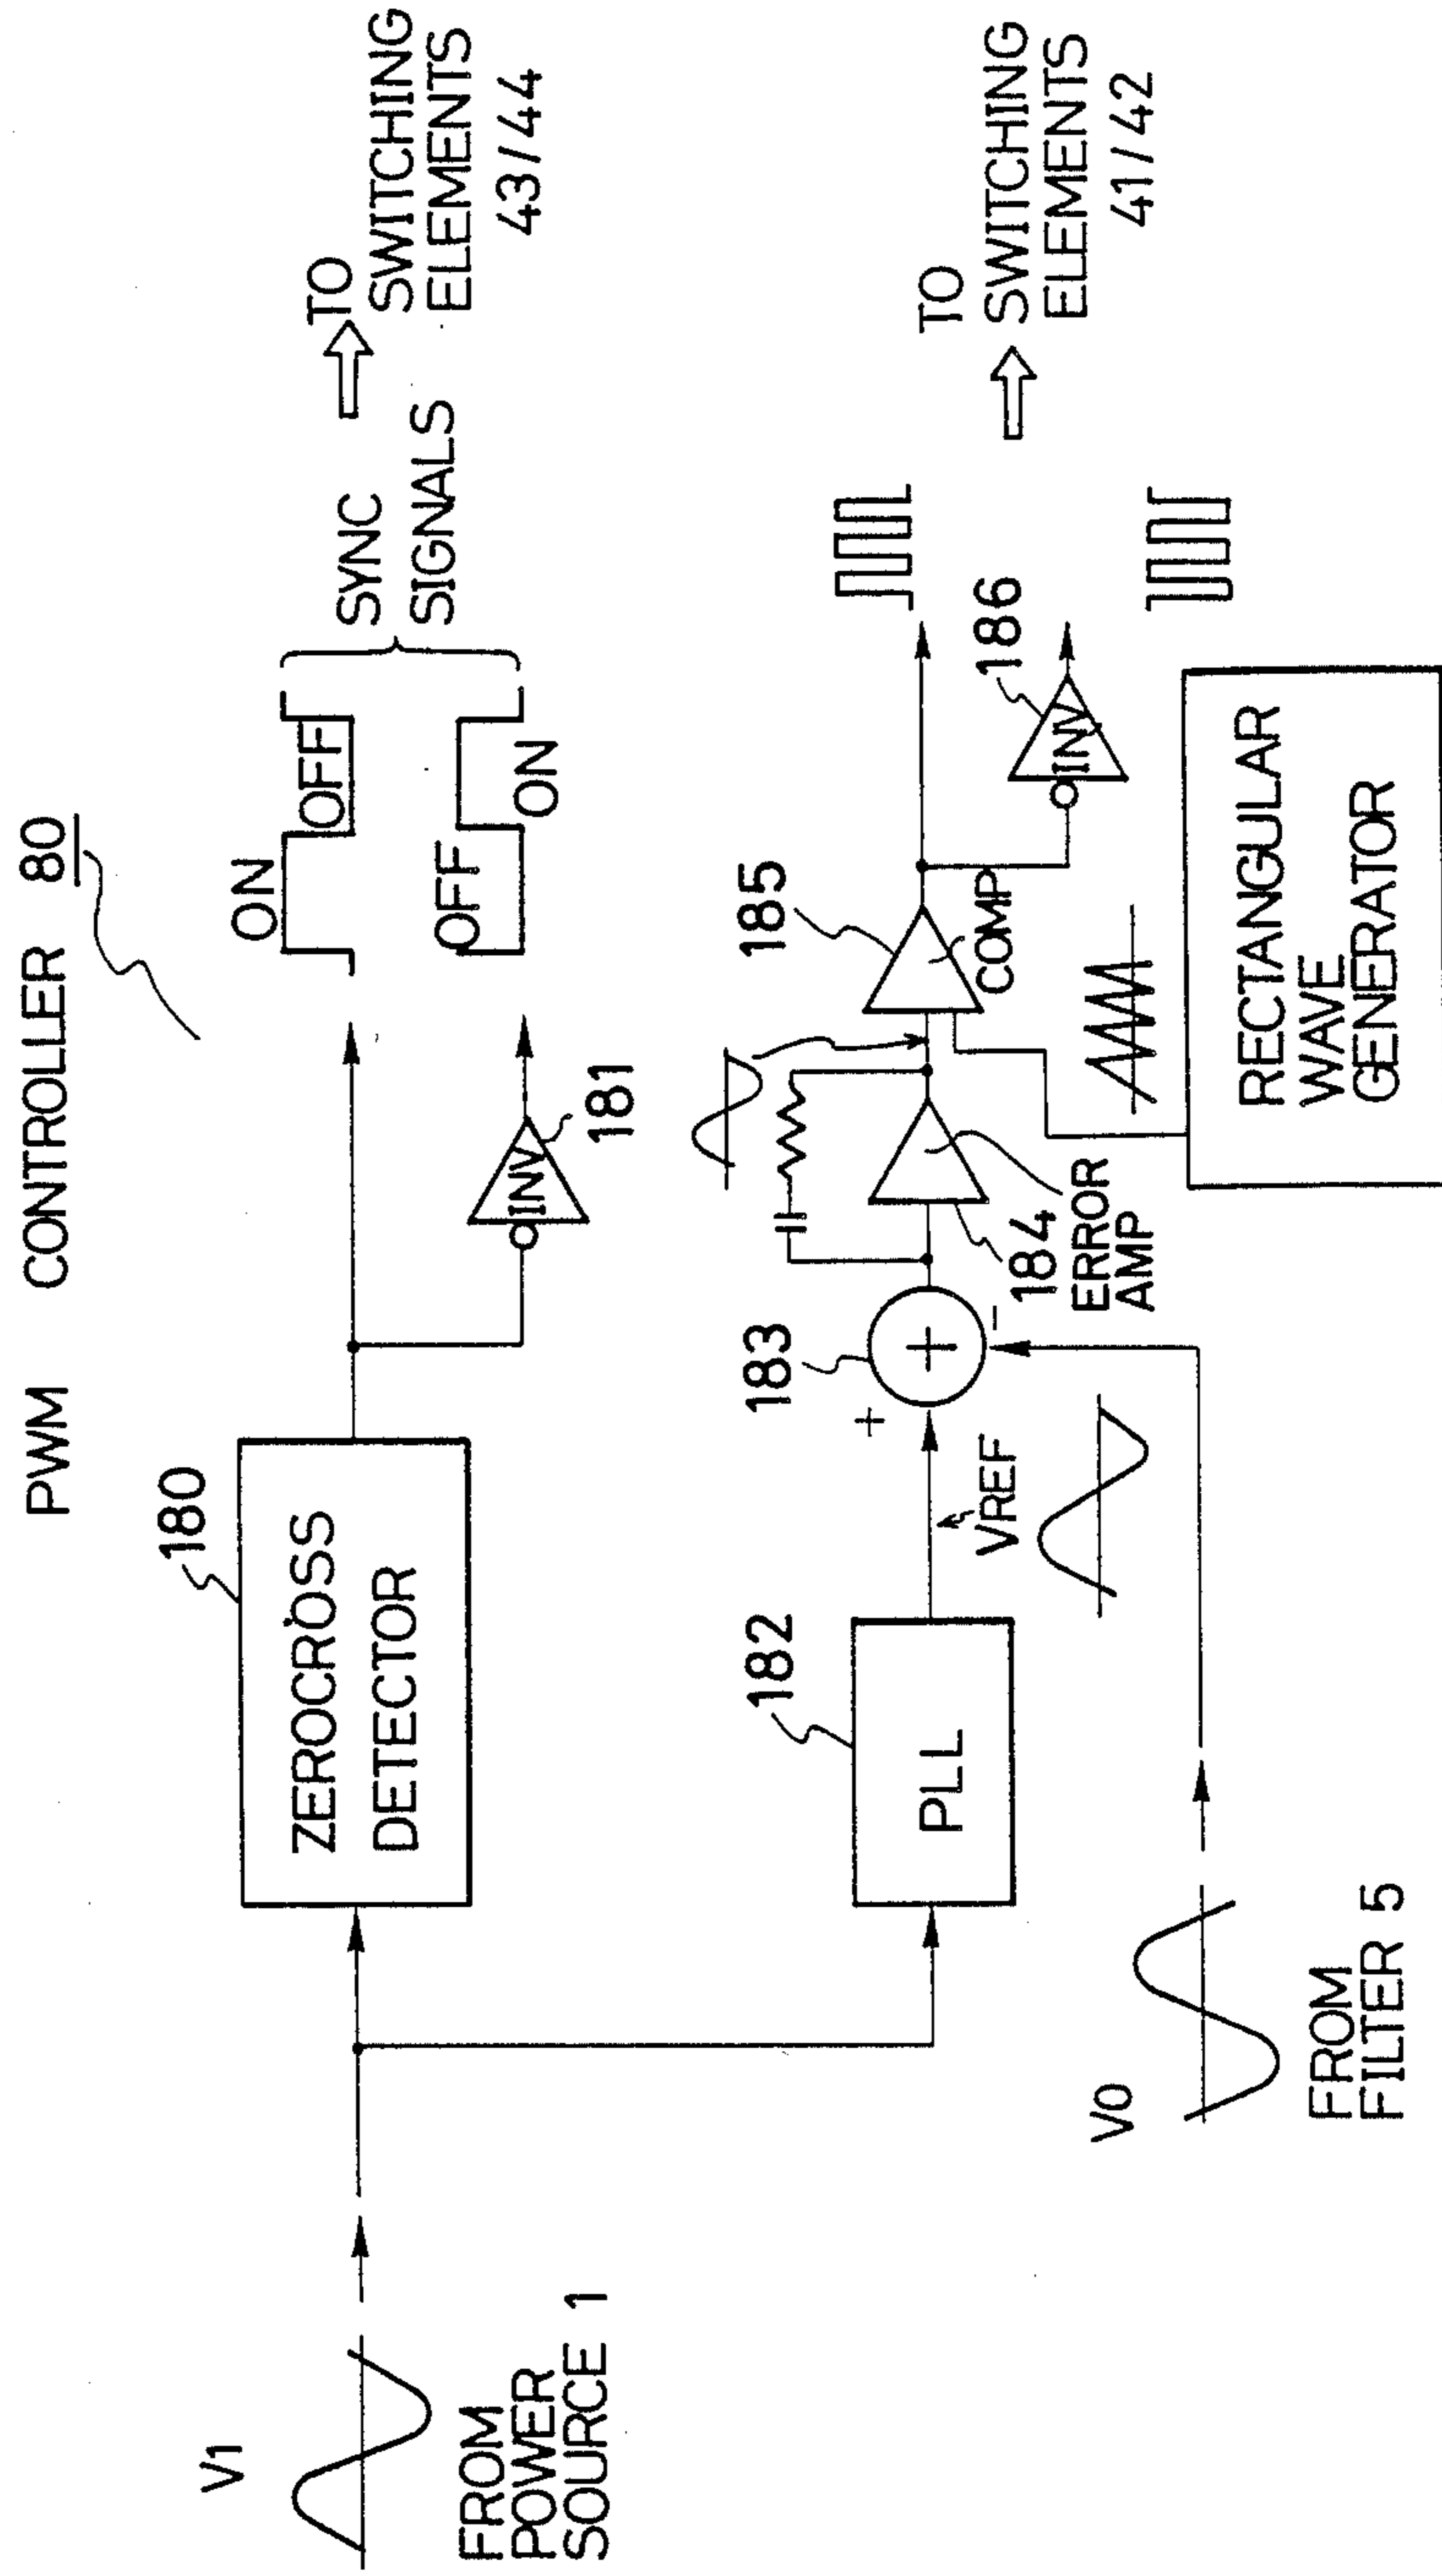 PWM CONTROLLER 80
V1
FROM
POWER
SOURCE 1
180
ZEROCROSS
DETECTOR
INV
181
ON
OFF
OFF
ON
SYNC
SIGNALS
TO
SWITCHING
ELEMENTS
43/44
182
PLL
VREF
V0
FROM
FILTER 5
183
+
+
-
184
ERROR
AMP
185
COMP
INV
186
RECTANGULAR
WAVE
GENERATOR
TO
SWITCHING
ELEMENTS
41/42